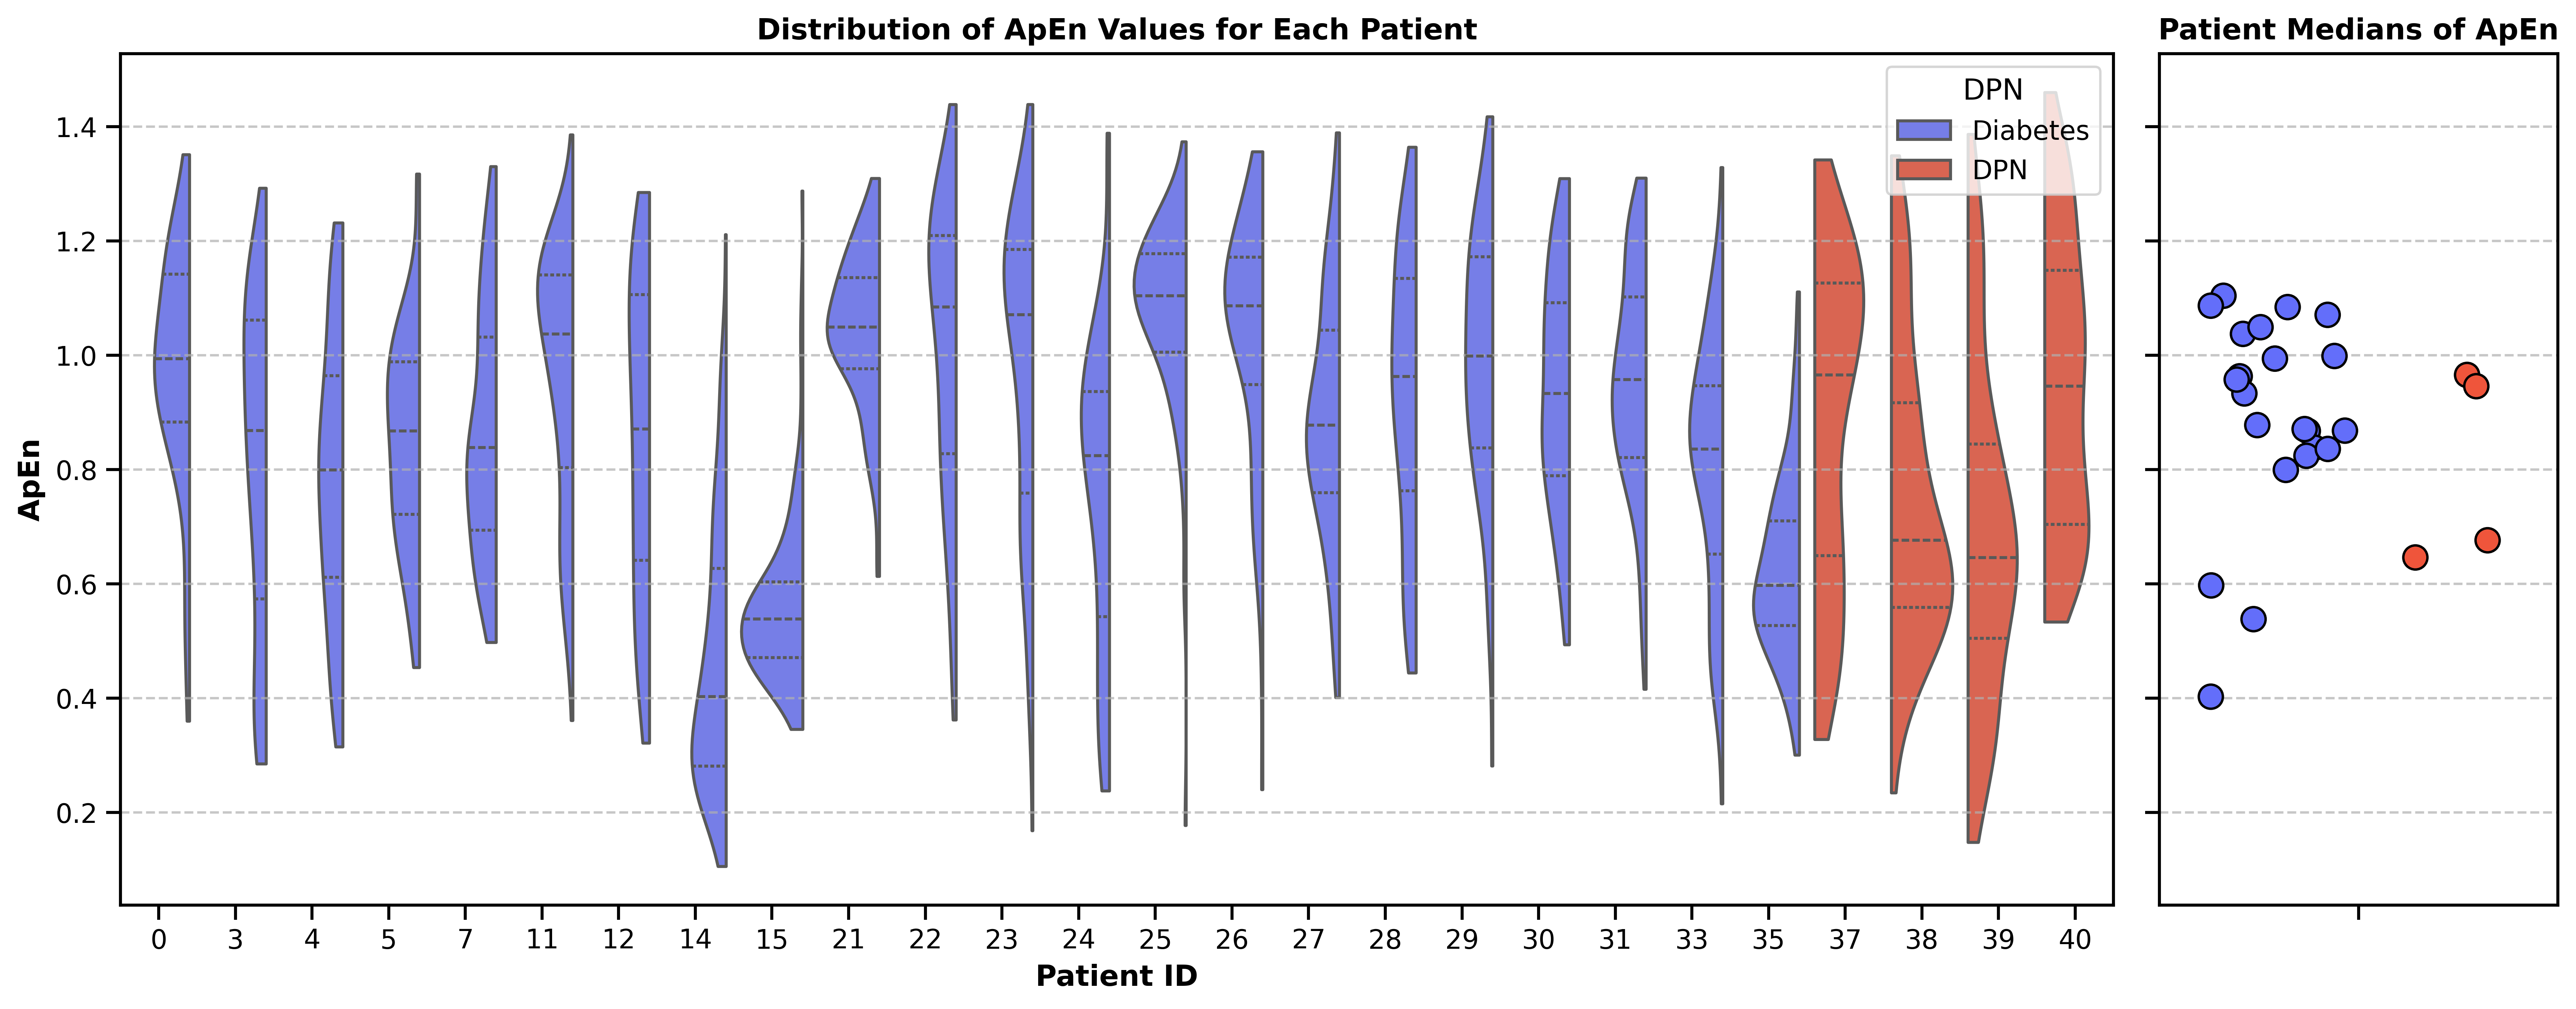 Distribution of ApEn Values for Each Patient
Patient Medians of ApEn
DPN
Diabetes
DPN
1.4
1.2
1.0
0.8
0.6
0.4
0.2
ApEn
0 3 4 5 7 11 12 14 15 21 22 23 24 25 26 27 28 29 30 31 33 35 37 38 39 40
Patient ID